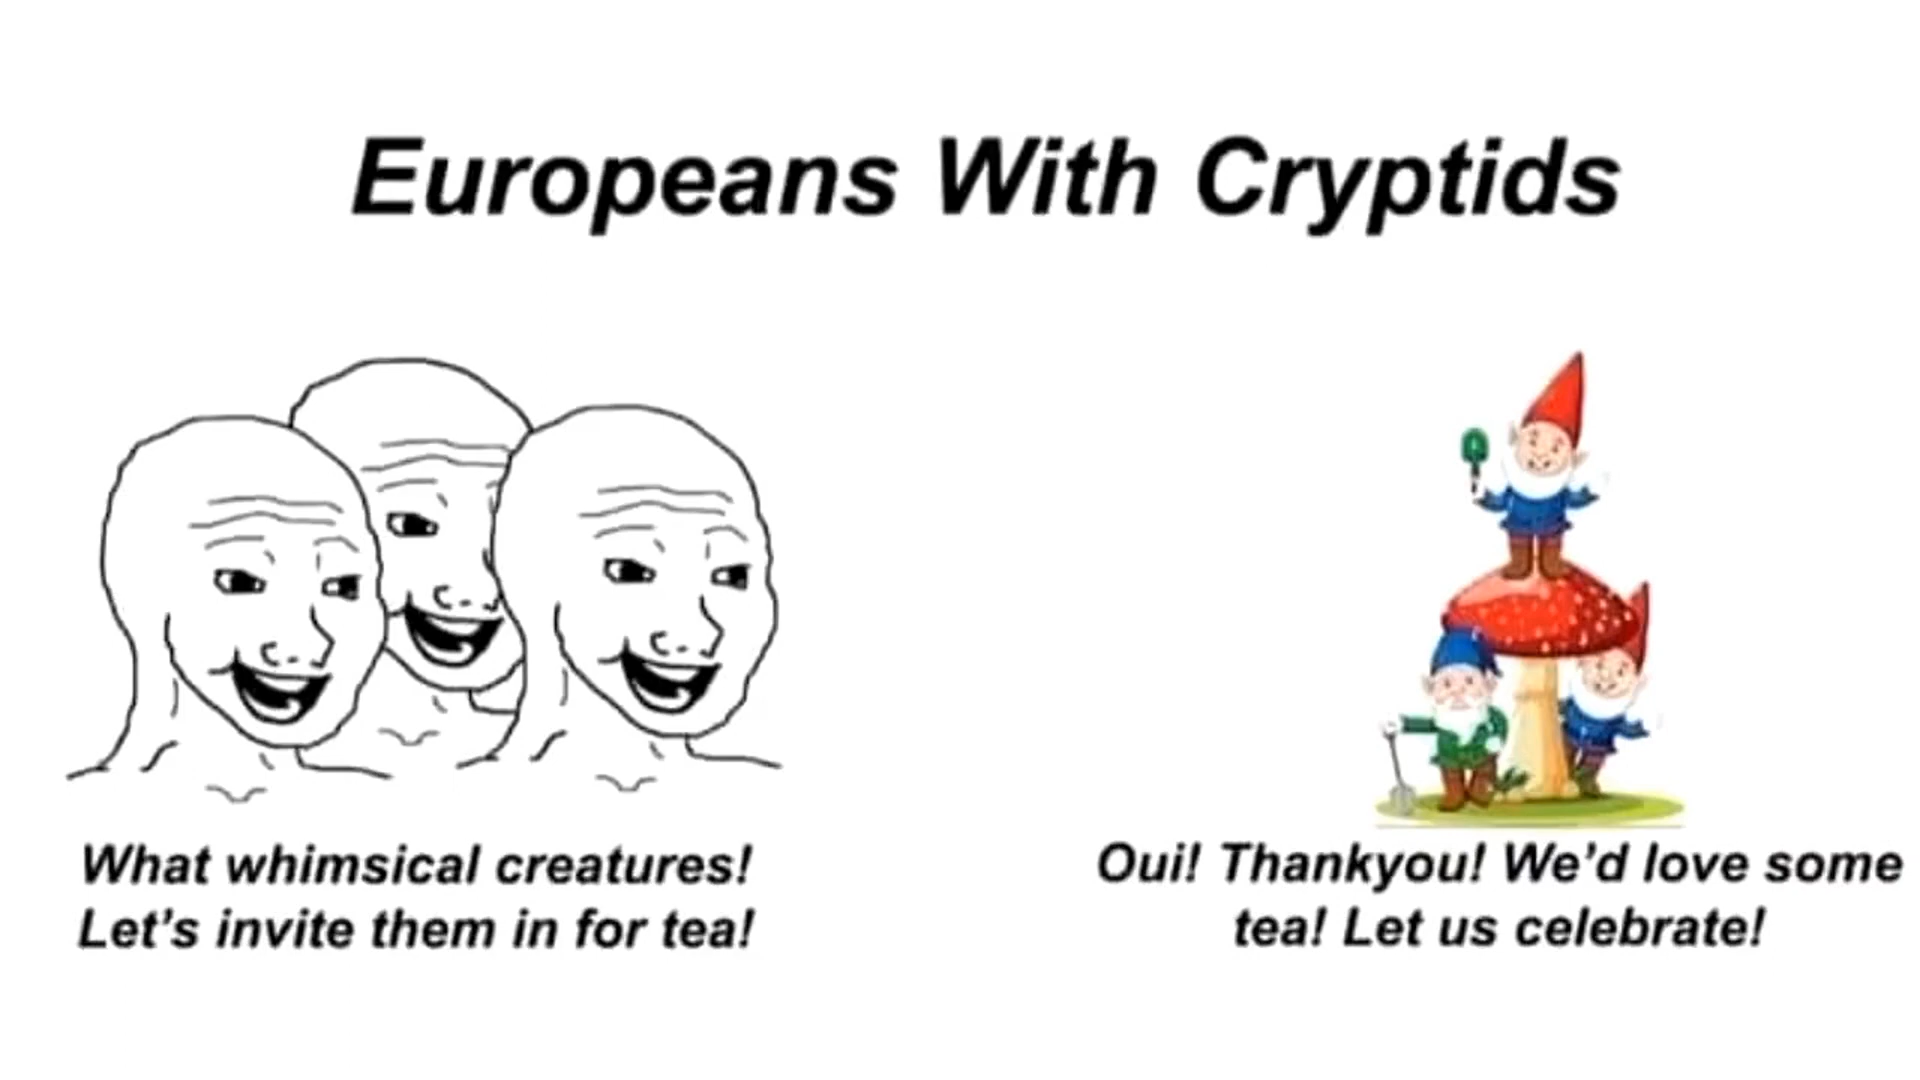 Europeans With Cryptids
What whimsical creatures!
Let's invite them in for tea!
Oui! Thankyou! We'd love some
tea! Let us celebrate!